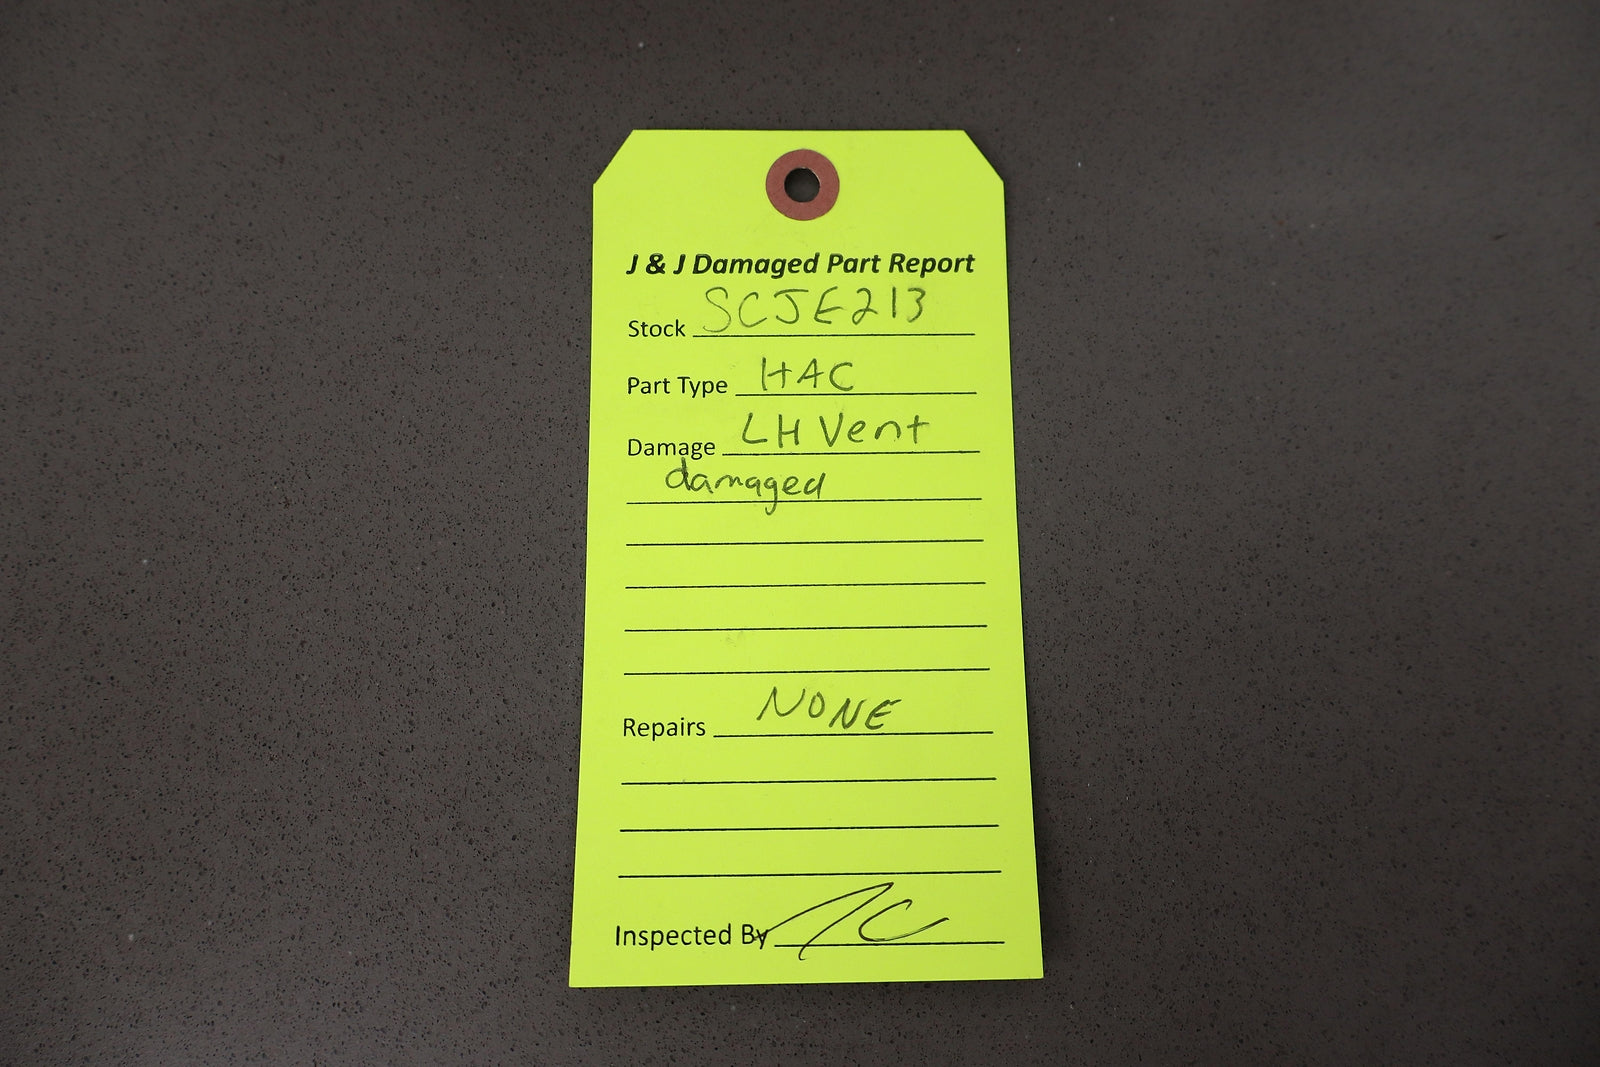 J & J Damaged Part Report
Stock SCJE213
Part Type HAC
Damage LH Vent
damaged
Repairs NONE
Inspected By